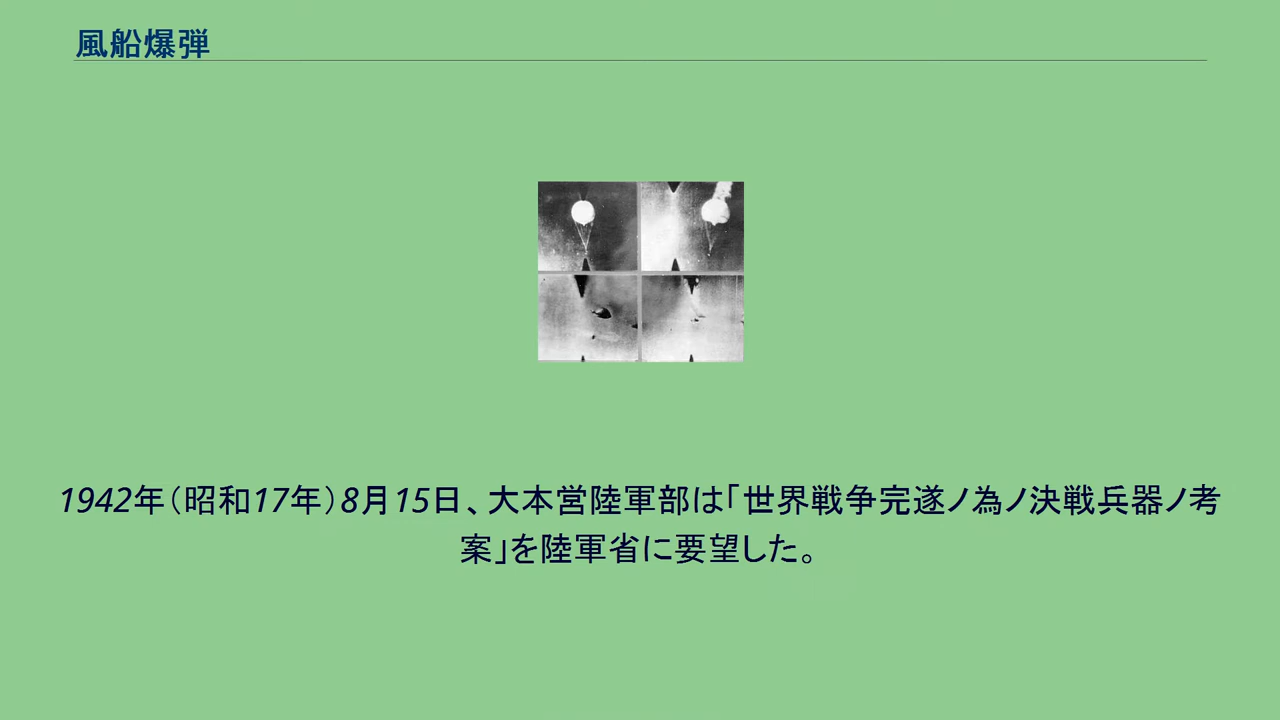 風船爆弾
1942年（昭和17年）8月15日、大本営陸軍部は「世界戦争完遂ノ為ノ決戦兵器ノ考
案」を陸軍省に要望した。